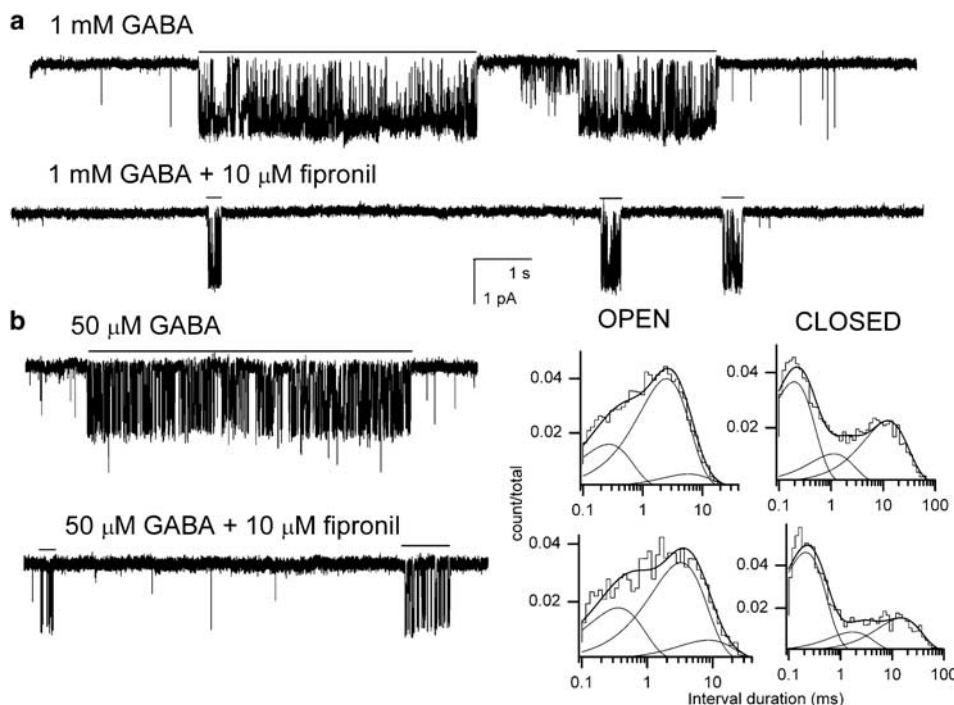 a
1 mM GABA
1 mM GABA + 10 μM fipronil
1 s
1 pA
b
50 μM GABA
50 μM GABA + 10 μM fipronil
OPEN
CLOSED
0.04
0.02
0.1 1 10
0.04
0.02
0.1 1 10 100
count/total
0.04
0.02
0.1 1 10
0.04
0.02
0.1 1 10 100
Interval duration (ms)